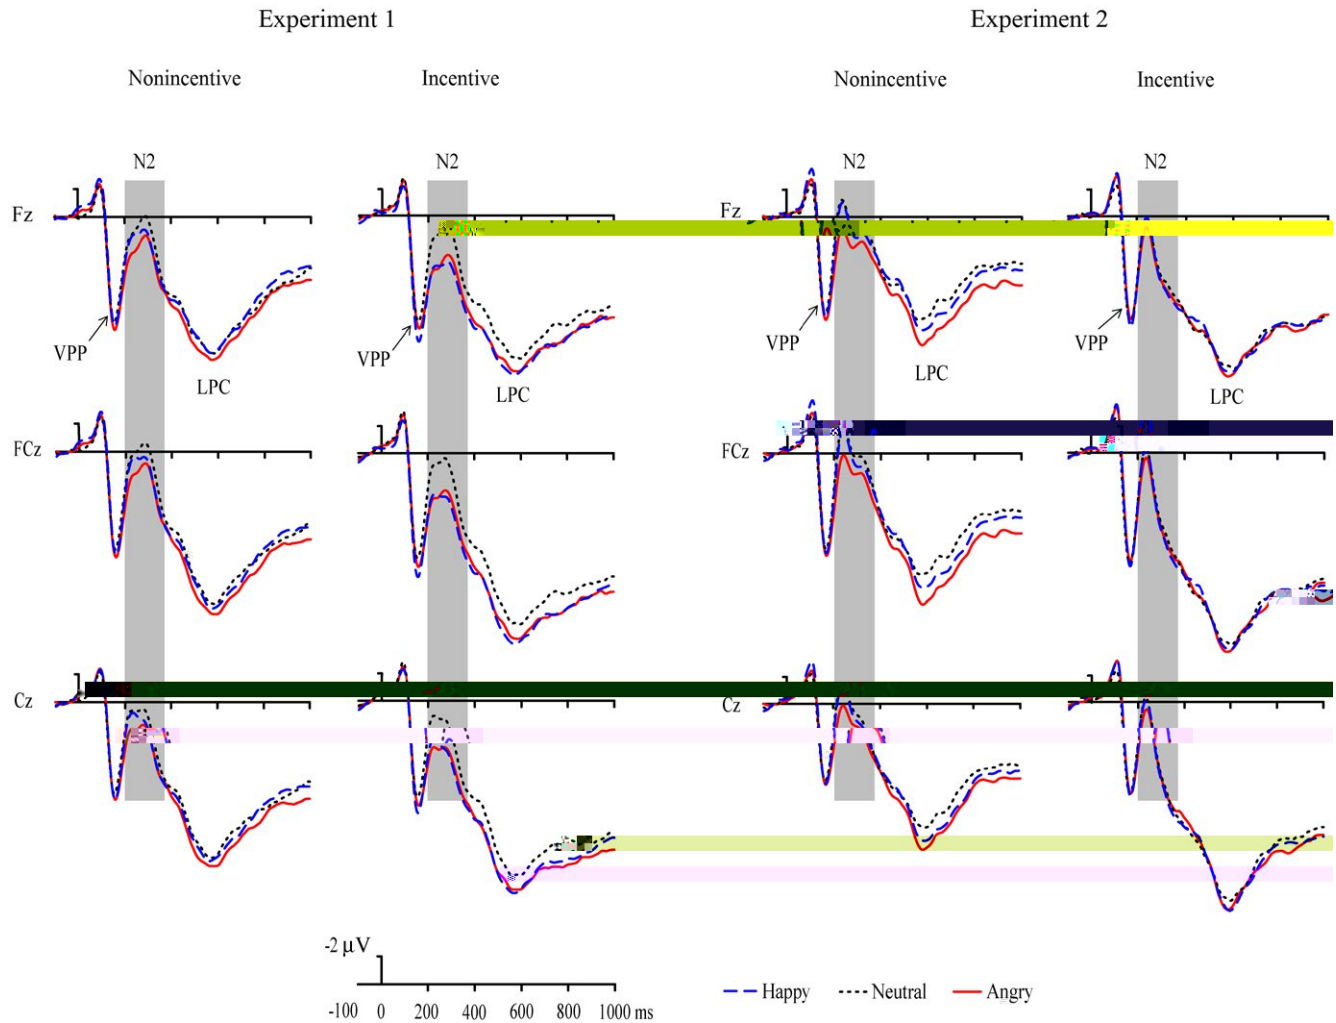 Experiment 1 Experiment 2
Nonincentive Incentive Nonincentive Incentive
N2 N2 N2 N2
Fz Fz
VPP VPP VPP VPP
LPC LPC LPC LPC
FCz FCz
Cz Cz
-2 μV
-100 0 200 400 600 800 1000 ms
Happy Neutral Angry